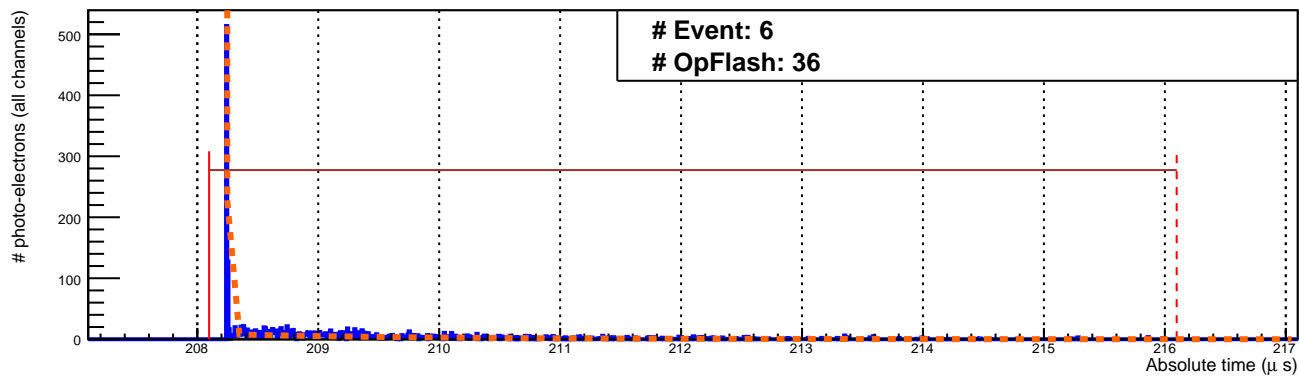 # Event: 6
# OpFlash: 36
# photo-electrons (all channels)
500
400
300
200
100
0
208 209 210 211 212 213 214 215 216 217
Absolute time (μ s)